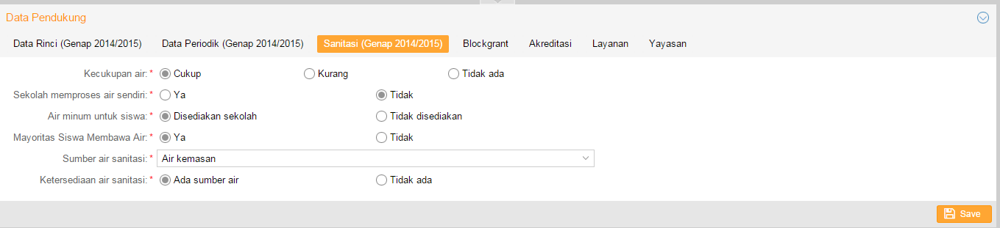 Data Pendukung
Data Rinci (Genap 2014/2015) Data Periodik (Genap 2014/2015) Sanitasi (Genap 2014/2015) Blockgrant Akreditasi Layanan Yayasan
Kecukupan air: * Cukup Kurang Tidak ada
Sekolah memproses air sendiri: * Ya Tidak
Air minum untuk siswa: * Disediakan sekolah Tidak disediakan
Mayoritas Siswa Membawa Air: * Ya Tidak
Sumber air sanitasi: * Air kemasan
Ketersediaan air sanitasi: * Ada sumber air Tidak ada
Save